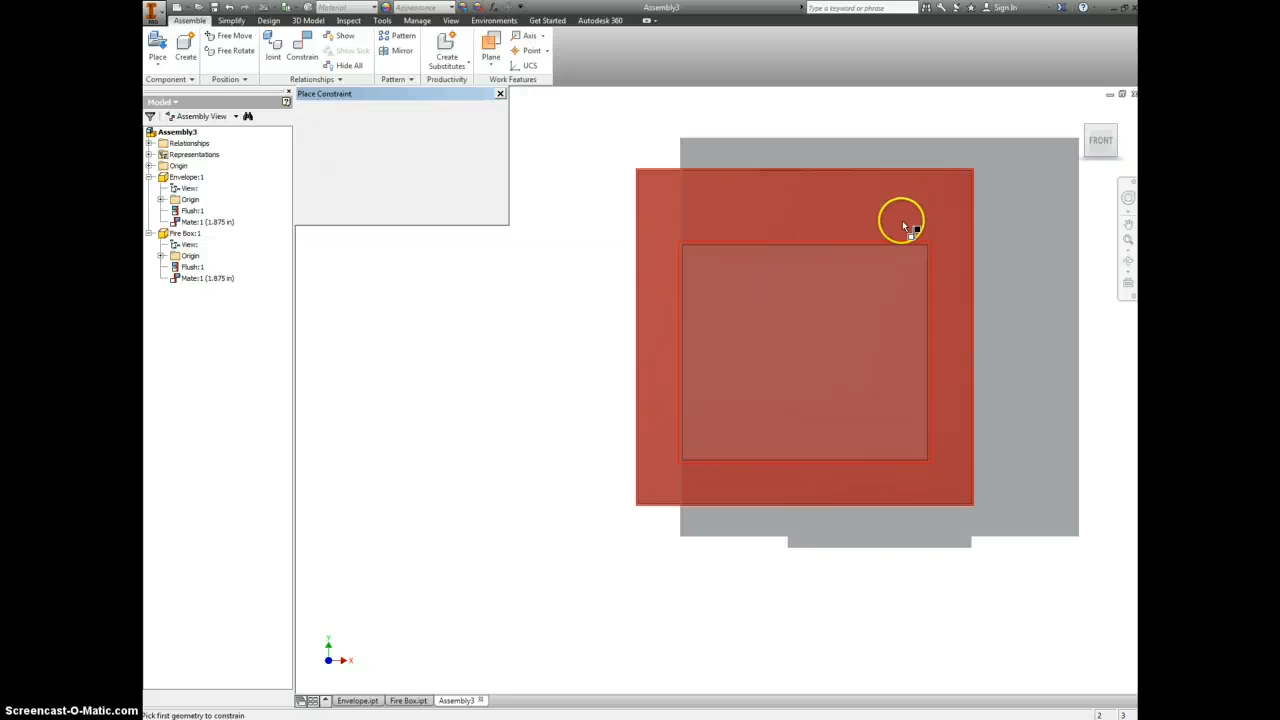 Material
Appearance
Assembly3
Type a keyword or phrase
Sign In
PRO
Assemble
Simplify
Design
3D Model
Inspect
Tools
Manage
View
Environments
Get Started
Autodesk 360
Place
Create
Free Move
Free Rotate
Joint
Constrain
Show
Show Sick
Hide All
Pattern
Mirror
Create
Substitutes
Plane
Axis
Point
UCS
Component
Position
Relationships
Pattern
Productivity
Work Features
Model
Place Constraint
Assembly View
Assembly3
Relationships
Representations
Origin
Envelope:1
View:
Origin
Flush:1
Mate:1 (1.875 in)
Fire Box:1
View:
Origin
Flush:1
Mate:1 (1.875 in)
FRONT
Y
X
Envelope.ipt
Fire Box.ipt
Assembly3
Screencast-O-Matic.com
Pick first geometry to constrain
2
3